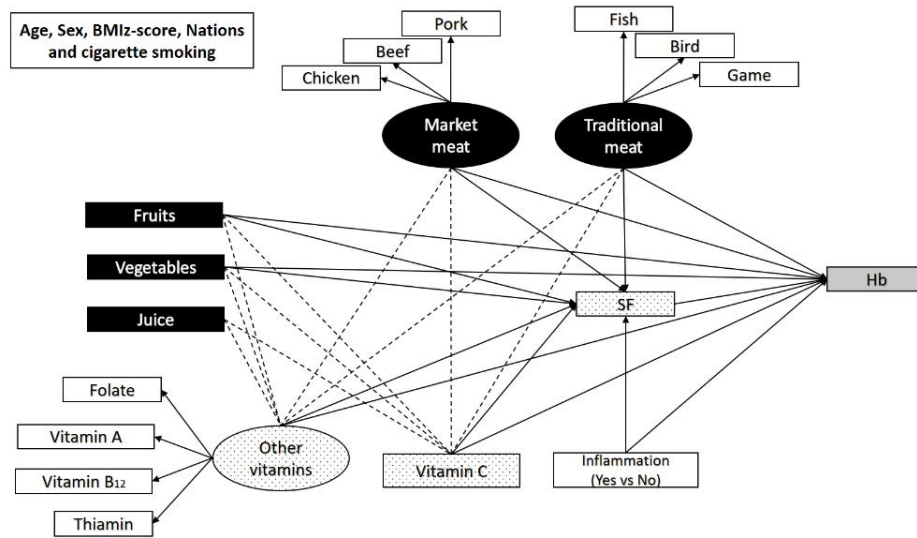 Age, Sex, BMIz-score, Nations
and cigarette smoking
Pork
Beef
Chicken
Fish
Bird
Game
Market
meat
Traditional
meat
Fruits
Vegetables
Juice
SF
Hb
Folate
Vitamin A
Vitamin B₁₂
Thiamin
Other
vitamins
Vitamin C
Inflammation
(Yes vs No)